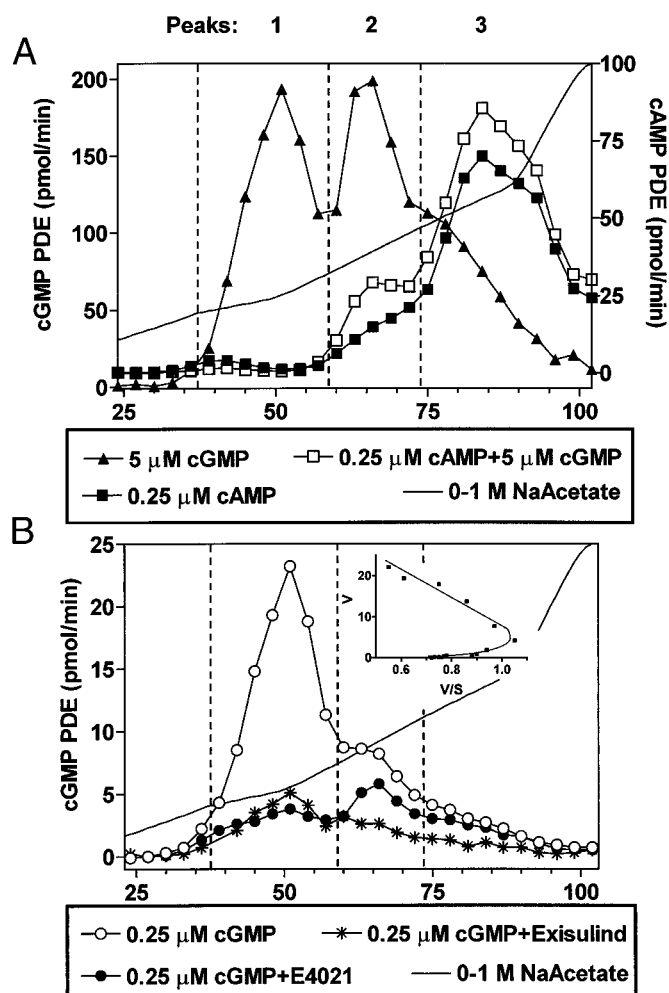 Peaks: 1 2 3
A
cGMP PDE (pmol/min)
200
150
100
50
0
cAMP PDE (pmol/min)
100
75
50
25
0
25 50 75 100
5 μM cGMP
0.25 μM cAMP+5 μM cGMP
0.25 μM cAMP
0-1 M NaAcetate
B
cGMP PDE (pmol/min)
25
20
15
10
5
0
V
20
10
0
0.6 0.8 1.0
V/S
25 50 75 100
0.25 μM cGMP
0.25 μM cGMP+Exisulind
0.25 μM cGMP+E4021
0-1 M NaAcetate